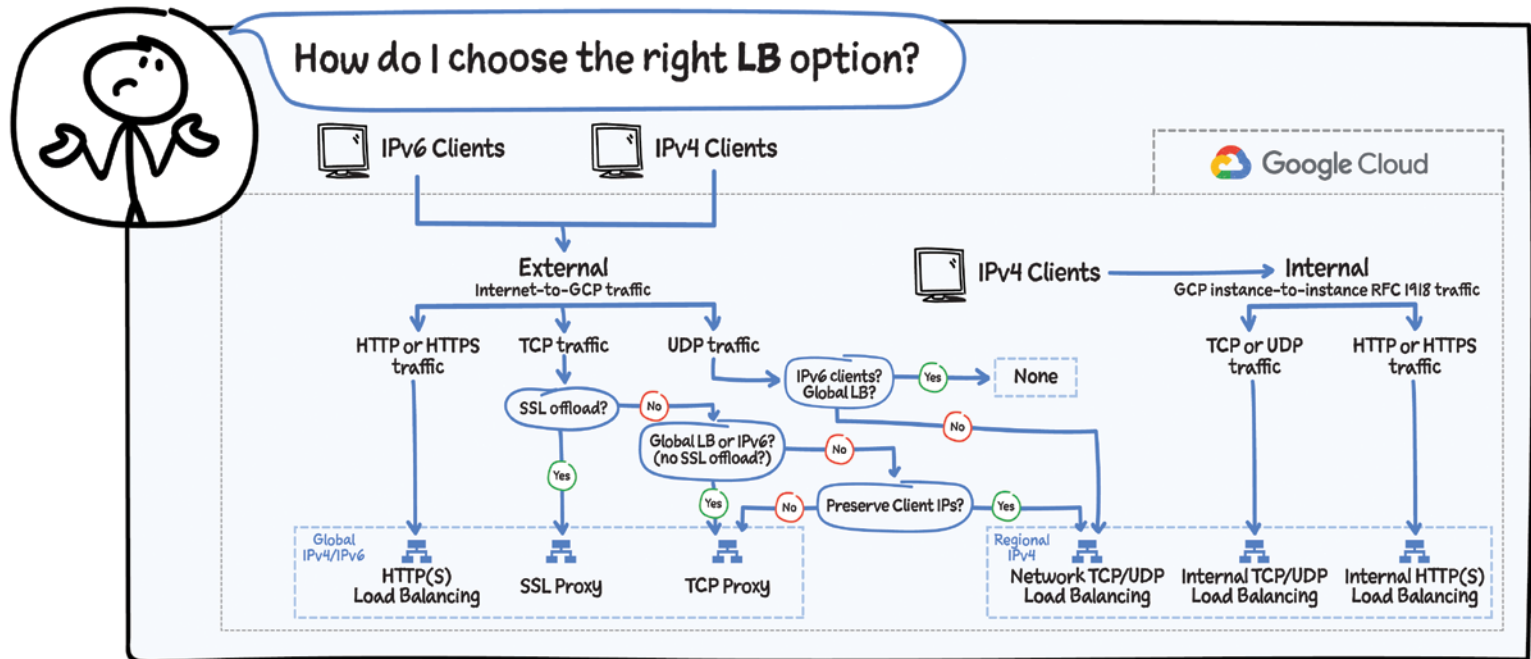 How do I choose the right LB option?
IPv6 Clients
IPv4 Clients
Google Cloud
External
Internet-to-GCP traffic
IPv4 Clients
Internal
GCP instance-to-instance RFC 1918 traffic
HTTP or HTTPS
traffic
TCP traffic
UDP traffic
TCP or UDP
traffic
HTTP or HTTPS
traffic
IPv6 clients?
Global LB?
Yes
None
SSL offload?
No
No
Global LB or IPv6?
(no SSL offload?)
No
Yes
Yes
No
Preserve Client IPs?
Yes
Global
IPv4/IPv6
HTTP(S)
Load Balancing
SSL Proxy
TCP Proxy
Regional
IPv4
Network TCP/UDP
Load Balancing
Internal TCP/UDP
Load Balancing
Internal HTTP(S)
Load Balancing